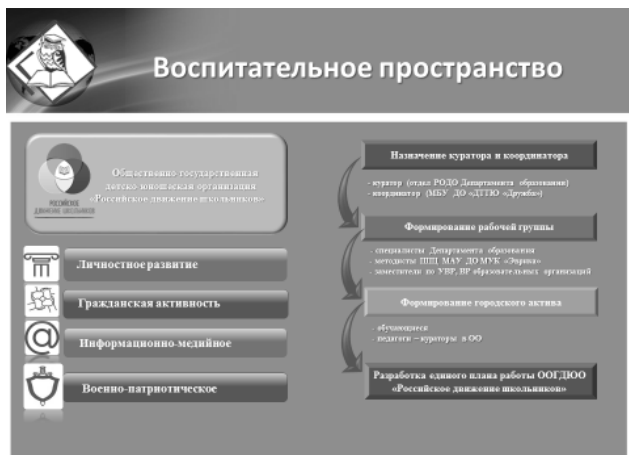 Воспитательное пространство
Общественно-государственная
детско-юношеская организация
«Российское движение школьников»
РОССИЙСКОЕ
ДВИЖЕНИЕ ШКОЛЬНИКОВ
Личностное развитие
Гражданская активность
Информационно-медийное
Военно-патриотическое
Назначение куратора и координатора
- куратор (отдел РОДО Департамента образования)
- координатор (МБУ ДО «ДТТЮ «Дружба»)
Формирование рабочей группы
- специалисты Департамента образования
- методисты ППЦ МАУ ДО МУК «Эврика»
- заместители по УВР, ВР образовательных организаций
Формирование городского актива
- обучающиеся
- педагоги – кураторы в ОО
Разработка единого плана работы ООГДЮО
«Российское движение школьников»